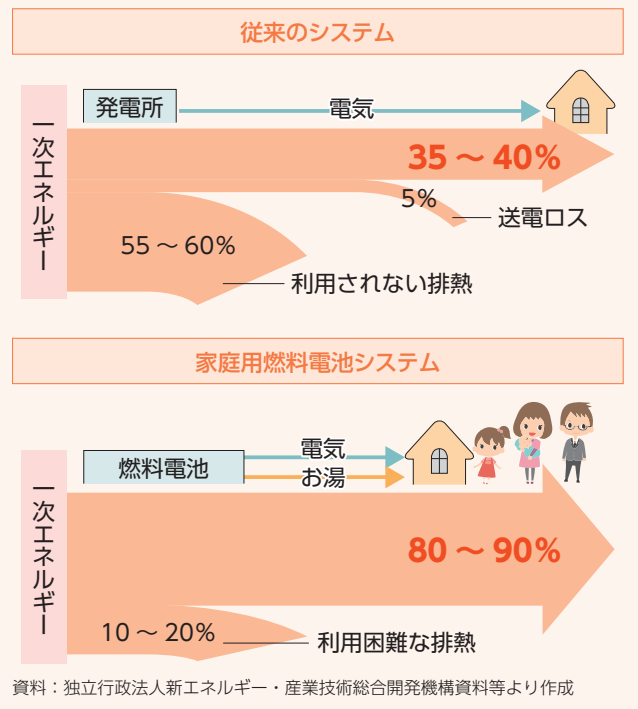 従来のシステム
発電所
電気
一次エネルギー
35 ～ 40%
5%
送電ロス
55 ～ 60%
利用されない排熱
家庭用燃料電池システム
燃料電池
電気
お湯
一次エネルギー
80 ～ 90%
10 ～ 20%
利用困難な排熱
資料：独立行政法人新エネルギー・産業技術総合開発機構資料等より作成